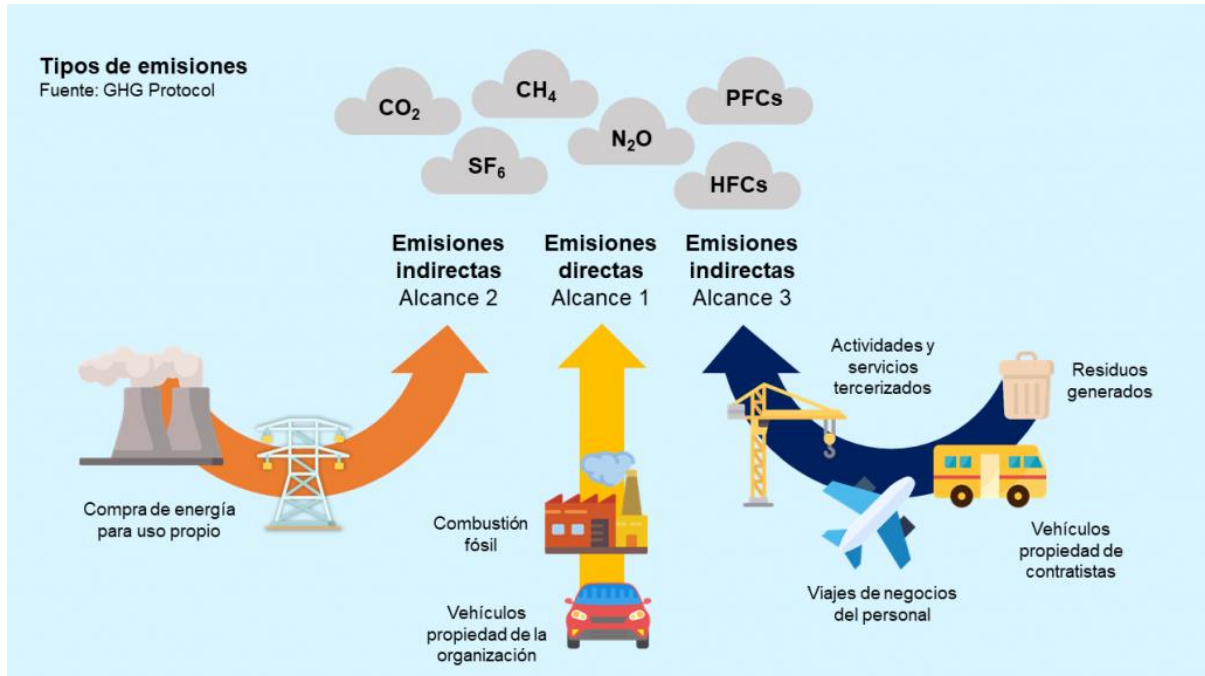 Tipos de emisiones
Fuente: GHG Protocol
CO₂
CH₄
SF₆
N₂O
PFCs
HFCs
Emisiones
indirectas
Alcance 2
Emisiones
directas
Alcance 1
Emisiones
indirectas
Alcance 3
Compra de energía
para uso propio
Combustión
fósil
Vehículos
propiedad de la
organización
Actividades y
servicios
tercerizados
Residuos
generados
Viajes de negocios
del personal
Vehículos
propiedad de
contratistas